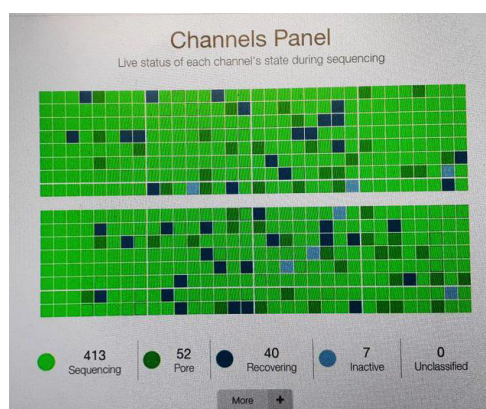 Channels Panel
Live status of each channel's state during sequencing
413
Sequencing
52
Pore
40
Recovering
7
Inactive
0
Unclassified
More +